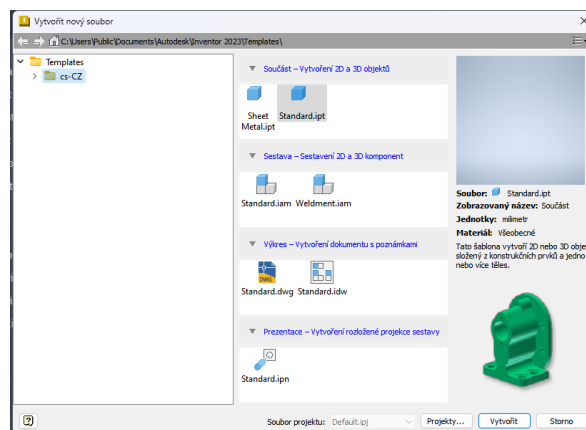 Vytvořit nový soubor
C:\Users\Public\Documents\Autodesk\Inventor 2023\Templates\
Templates
cs-CZ
Součást – Vytvoření 2D a 3D objektů
Sheet Metal.ipt
Standard.ipt
Sestava – Sestavení 2D a 3D komponent
Standard.iam
Weldment.iam
Výkres – Vytvoření dokumentu s poznámkami
DWG
Standard.dwg
Standard.idw
Prezentace – Vytvoření rozložené projekce sestavy
Standard.ipn
Soubor: Standard.ipt
Zobrazovaný název: Součást
Jednotky: milimetr
Materiál: Všeobecné
Tato šablona vytvoří 2D nebo 3D obje
složený z konstrukčních prvků a jedno
nebo více těles.
Soubor projektu: Default.ipj
Projekty...
Vytvořit
Storno